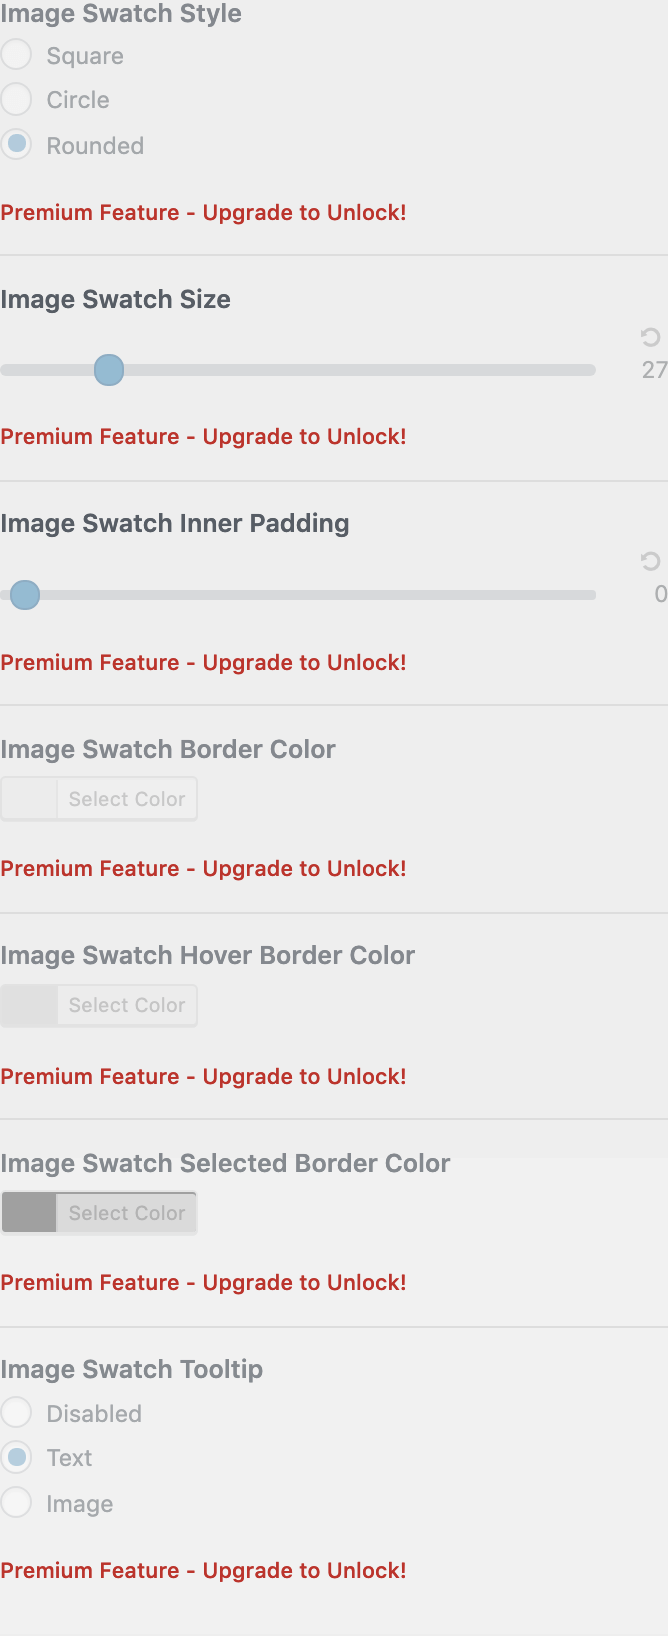 Image Swatch Style
Square
Circle
Rounded
Premium Feature - Upgrade to Unlock!
Image Swatch Size
27
Premium Feature - Upgrade to Unlock!
Image Swatch Inner Padding
0
Premium Feature - Upgrade to Unlock!
Image Swatch Border Color
Select Color
Premium Feature - Upgrade to Unlock!
Image Swatch Hover Border Color
Select Color
Premium Feature - Upgrade to Unlock!
Image Swatch Selected Border Color
Select Color
Premium Feature - Upgrade to Unlock!
Image Swatch Tooltip
Disabled
Text
Image
Premium Feature - Upgrade to Unlock!